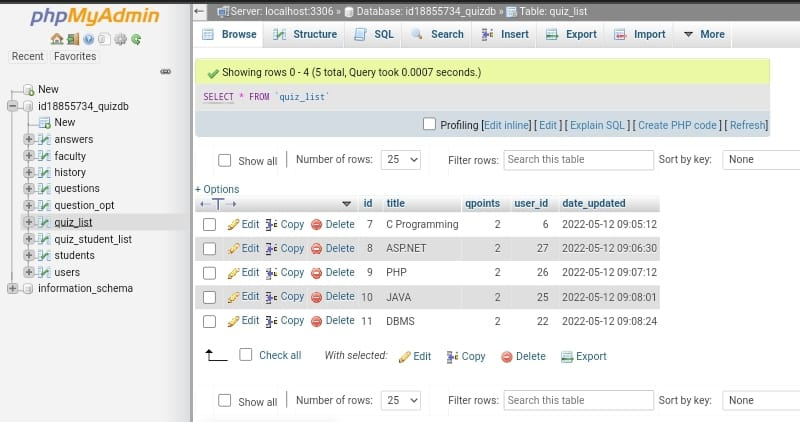 phpMyAdmin
Recent Favorites
New
id18855734_quizdb
New
answers
faculty
history
questions
question_opt
quiz_list
quiz_student_list
students
users
information_schema
Server: localhost:3306 » Database: id18855734_quizdb » Table: quiz_list
Browse Structure SQL Search Insert Export Import More
Showing rows 0 - 4 (5 total, Query took 0.0007 seconds.)
SELECT * FROM `quiz_list`
Profiling [Edit inline] [ Edit ] [ Explain SQL ] [ Create PHP code ] [ Refresh]
Show all Number of rows: 25 Filter rows: Search this table Sort by key: None
+ Options
←T→ id title qpoints user_id date_updated
Edit Copy Delete 7 C Programming 2 6 2022-05-12 09:05:12
Edit Copy Delete 8 ASP.NET 2 27 2022-05-12 09:06:30
Edit Copy Delete 9 PHP 2 26 2022-05-12 09:07:12
Edit Copy Delete 10 JAVA 2 25 2022-05-12 09:08:01
Edit Copy Delete 11 DBMS 2 22 2022-05-12 09:08:24
Check all With selected: Edit Copy Delete Export
Show all Number of rows: 25 Filter rows: Search this table Sort by key: None